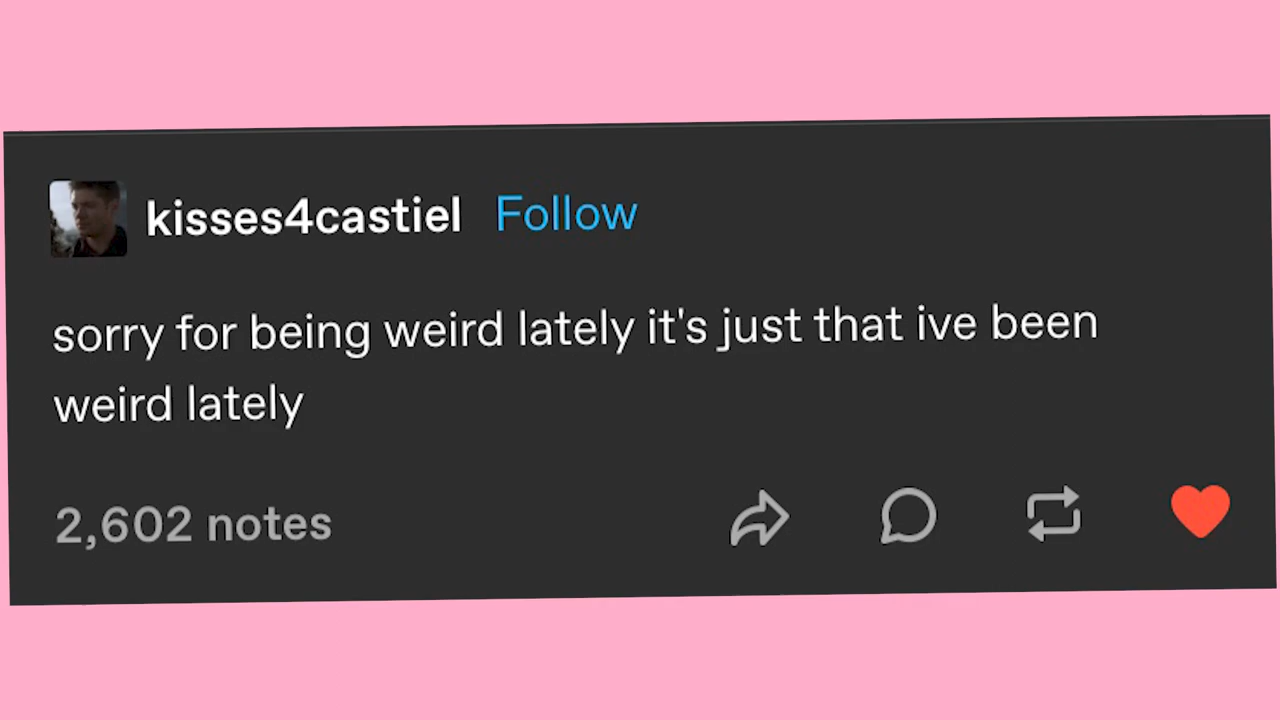 kisses4castiel Follow
sorry for being weird lately it's just that ive been
weird lately
2,602 notes